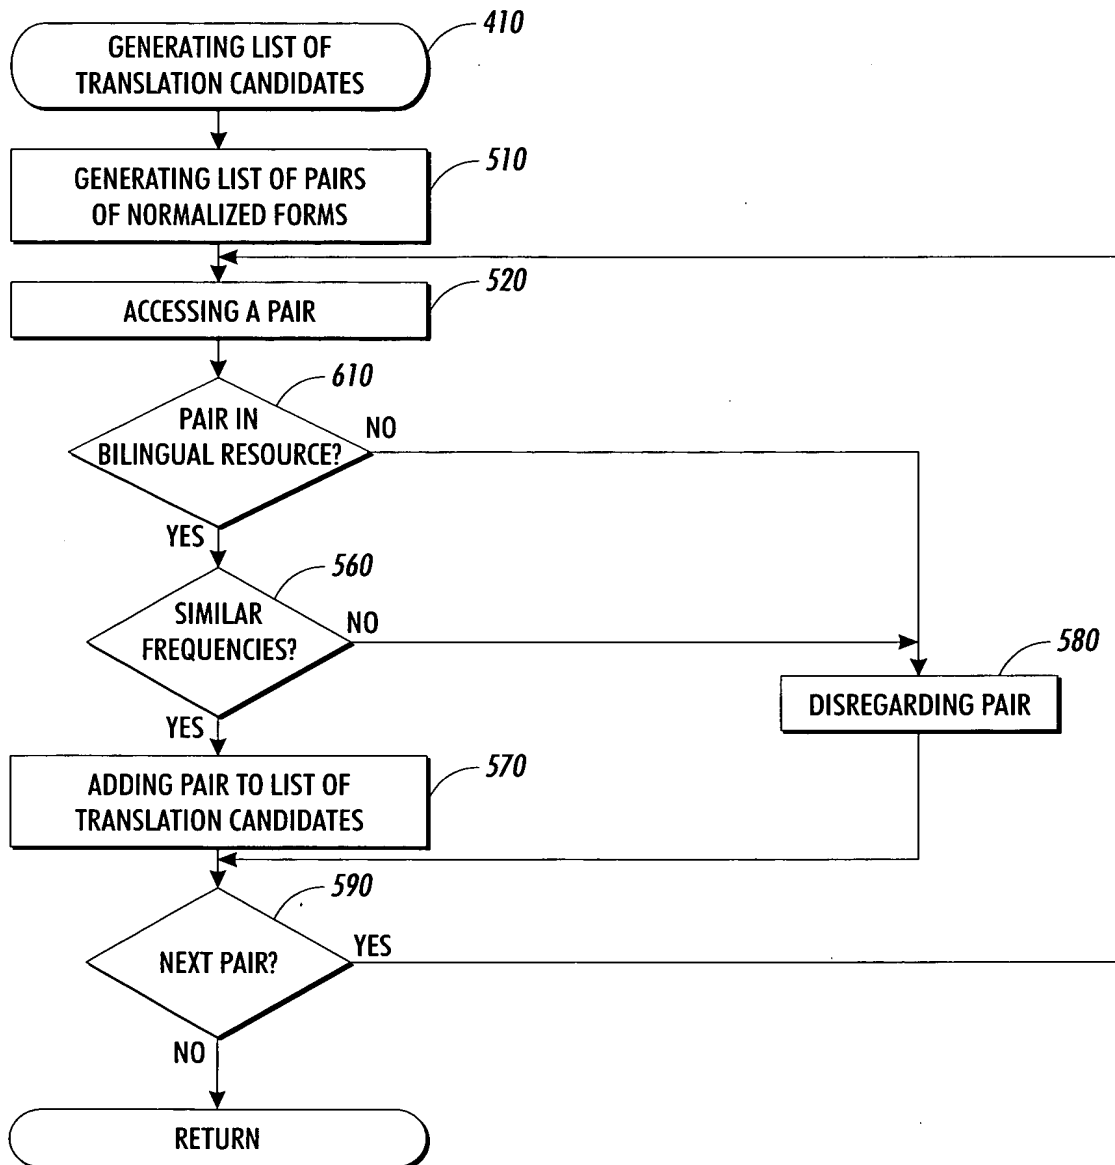 GENERATING LIST OF
TRANSLATION CANDIDATES
410
GENERATING LIST OF PAIRS
OF NORMALIZED FORMS
510
ACCESSING A PAIR
520
PAIR IN
BILINGUAL RESOURCE?
610
NO
YES
SIMILAR
FREQUENCIES?
560
NO
YES
DISREGARDING PAIR
580
ADDING PAIR TO LIST OF
TRANSLATION CANDIDATES
570
NEXT PAIR?
590
YES
NO
RETURN